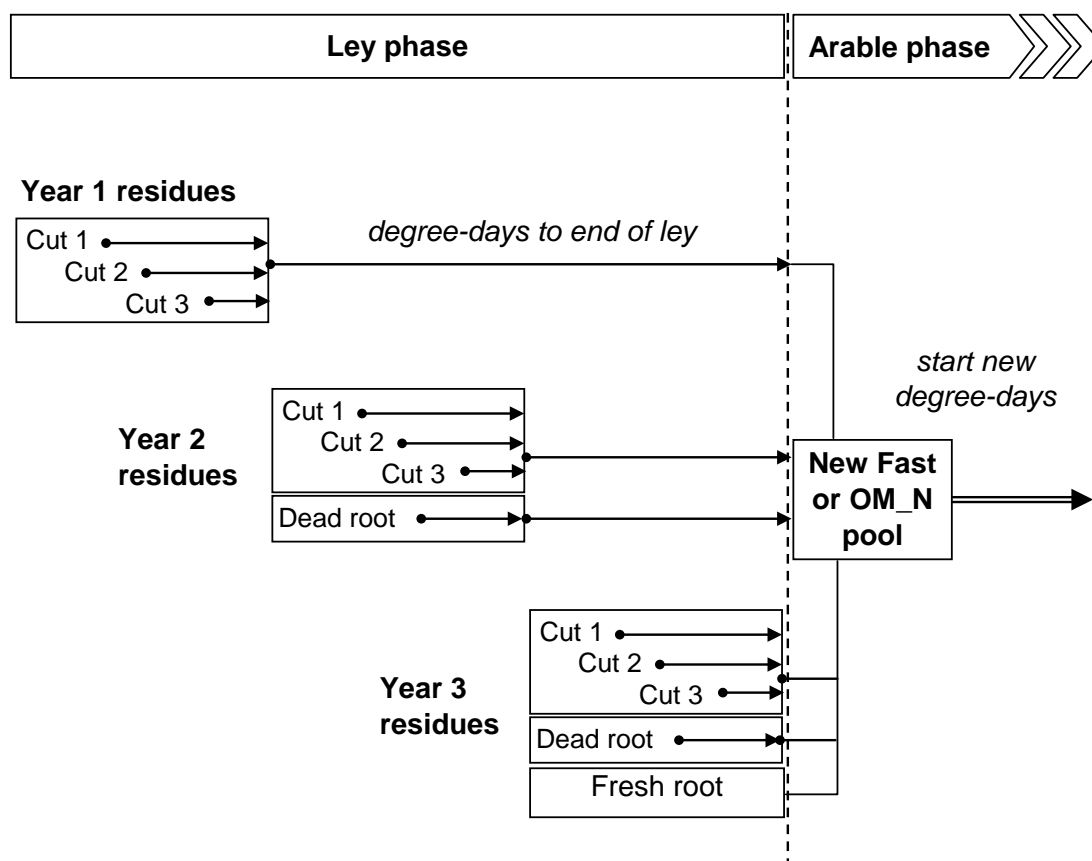 Ley phase
Arable phase
Year 1 residues
Cut 1
Cut 2
Cut 3
degree-days to end of ley
start new
degree-days
Year 2
residues
Cut 1
Cut 2
Cut 3
Dead root
New Fast
or OM_N
pool
Year 3
residues
Cut 1
Cut 2
Cut 3
Dead root
Fresh root